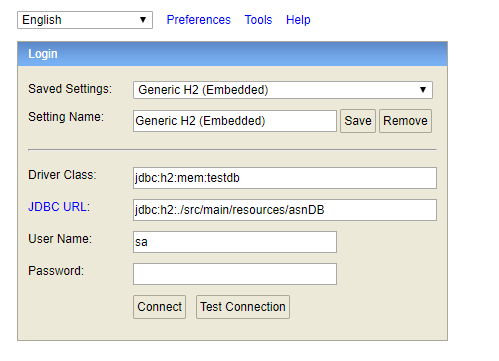 English Preferences Tools Help
Login
Saved Settings: Generic H2 (Embedded)
Setting Name: Generic H2 (Embedded) Save Remove
Driver Class: jdbc:h2:mem:testdb
JDBC URL: jdbc:h2:./src/main/resources/asnDB
User Name: sa
Password:
Connect Test Connection